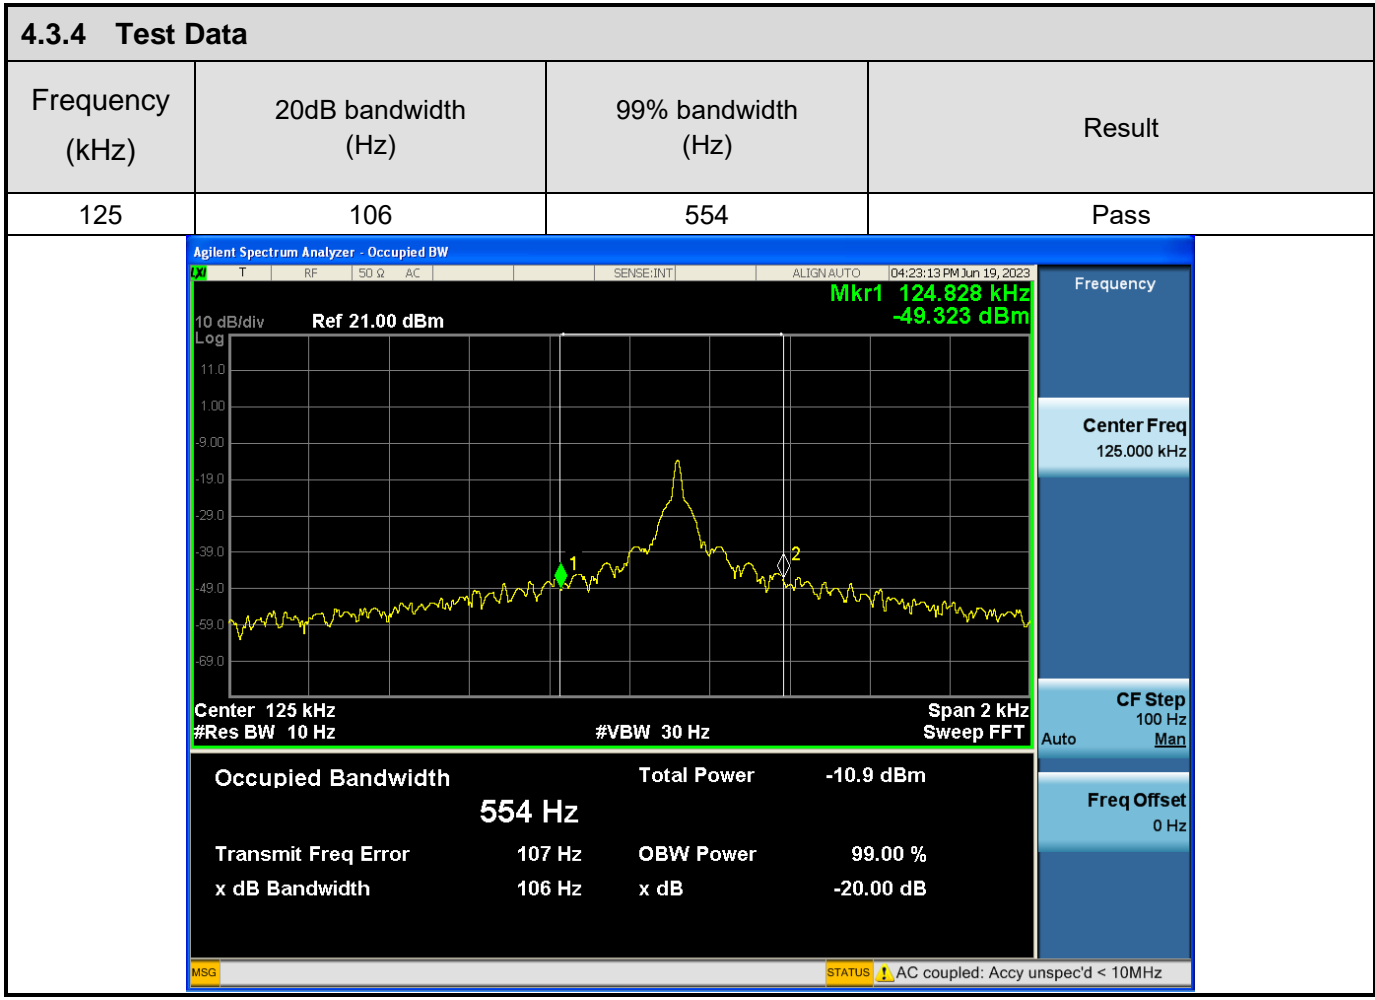 4.3.4 Test Data
Frequency
(kHz)
20dB bandwidth
(Hz)
99% bandwidth
(Hz)
Result
125
106
554
Pass
Agilent Spectrum Analyzer - Occupied BW
LXI T RF 50 Ω AC SENSE:INT ALIGN AUTO 04:23:13 PM Jun 19, 2023
Mkr1 124.828 kHz
-49.323 dBm
10 dB/div Ref 21.00 dBm
Log
11.0
1.00
-9.00
-19.0
-29.0
-39.0
-49.0
-59.0
-69.0
1
2
Center 125 kHz Span 2 kHz
#Res BW 10 Hz #VBW 30 Hz Sweep FFT
Occupied Bandwidth Total Power -10.9 dBm
554 Hz
Transmit Freq Error 107 Hz OBW Power 99.00 %
x dB Bandwidth 106 Hz x dB -20.00 dB
Frequency
Center Freq
125.000 kHz
CF Step
100 Hz
Auto Man
Freq Offset
0 Hz
MSG STATUS AC coupled: Accy unspec'd < 10MHz